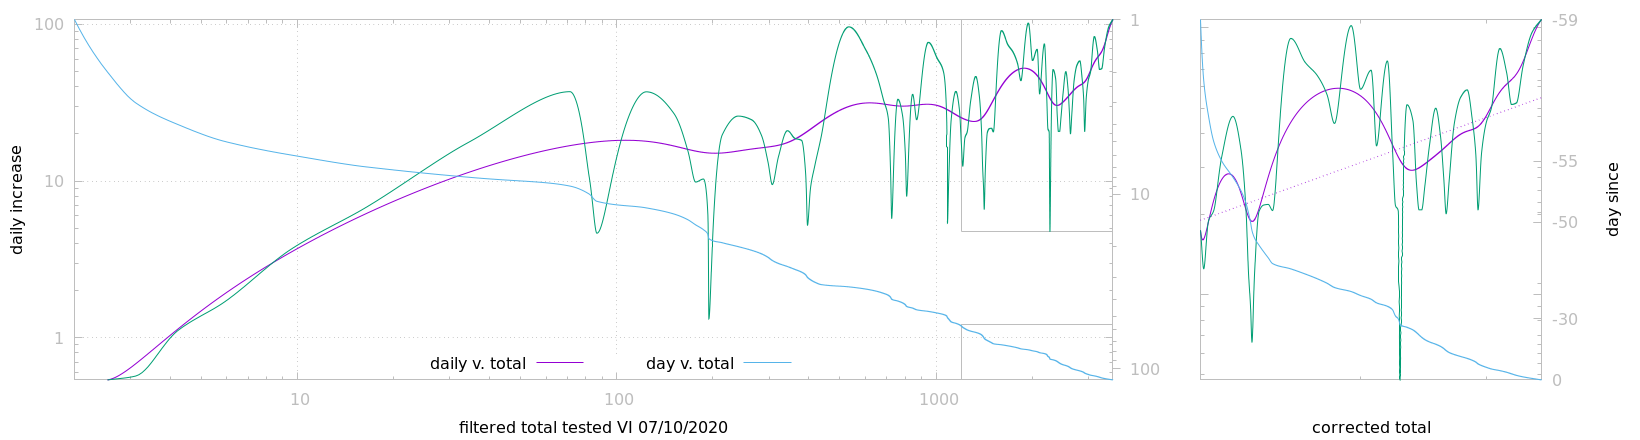 100
10
1
daily increase
10
100
1000
filtered total tested VI 07/10/2020
daily v. total
day v. total
1
10
100
-59
-55
-50
-30
0
day since
corrected total